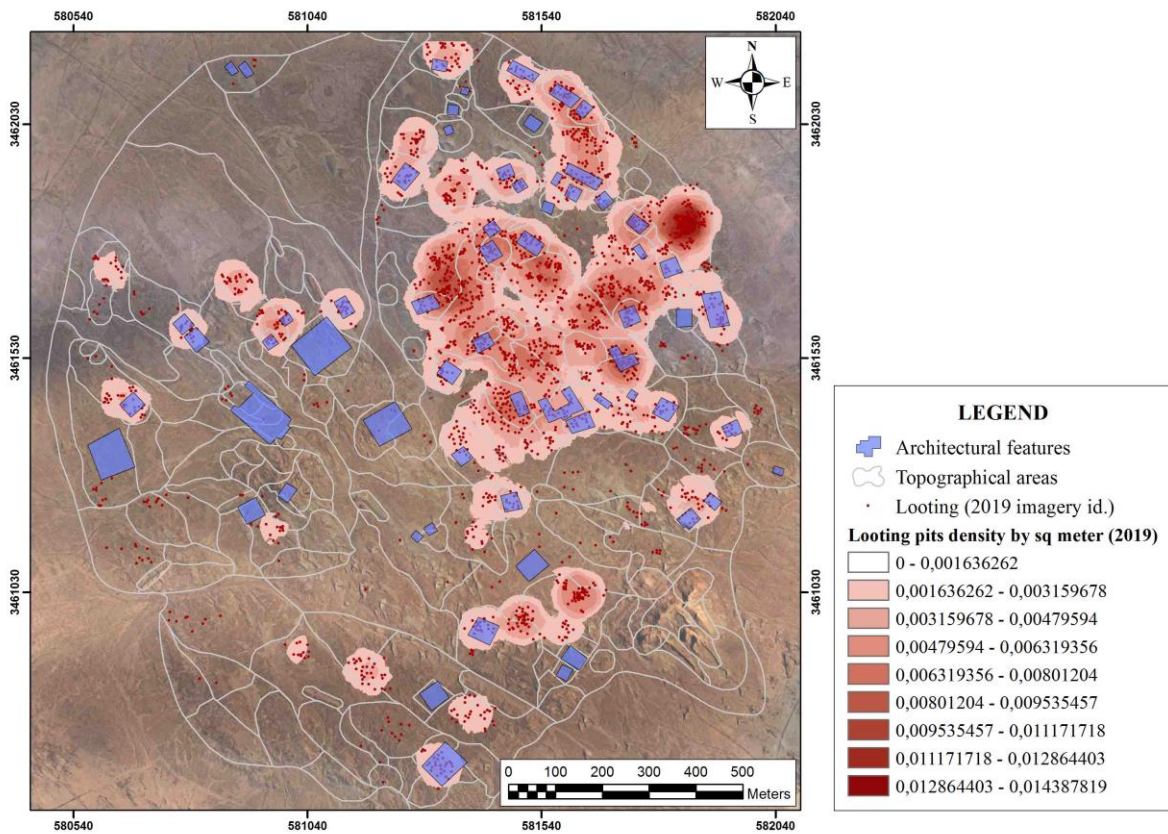 580540 581040 581540 582040
N
W E
S
3462030 3462030
3461530 3461530
3461030 3461030
0 100 200 300 400 500
Meters
580540 581040 581540 582040
LEGEND
Architectural features
Topographical areas
Looting (2019 imagery id.)
Looting pits density by sq meter (2019)
0 - 0,001636262
0,001636262 - 0,003159678
0,003159678 - 0,00479594
0,00479594 - 0,006319356
0,006319356 - 0,00801204
0,00801204 - 0,009535457
0,009535457 - 0,011171718
0,011171718 - 0,012864403
0,012864403 - 0,014387819